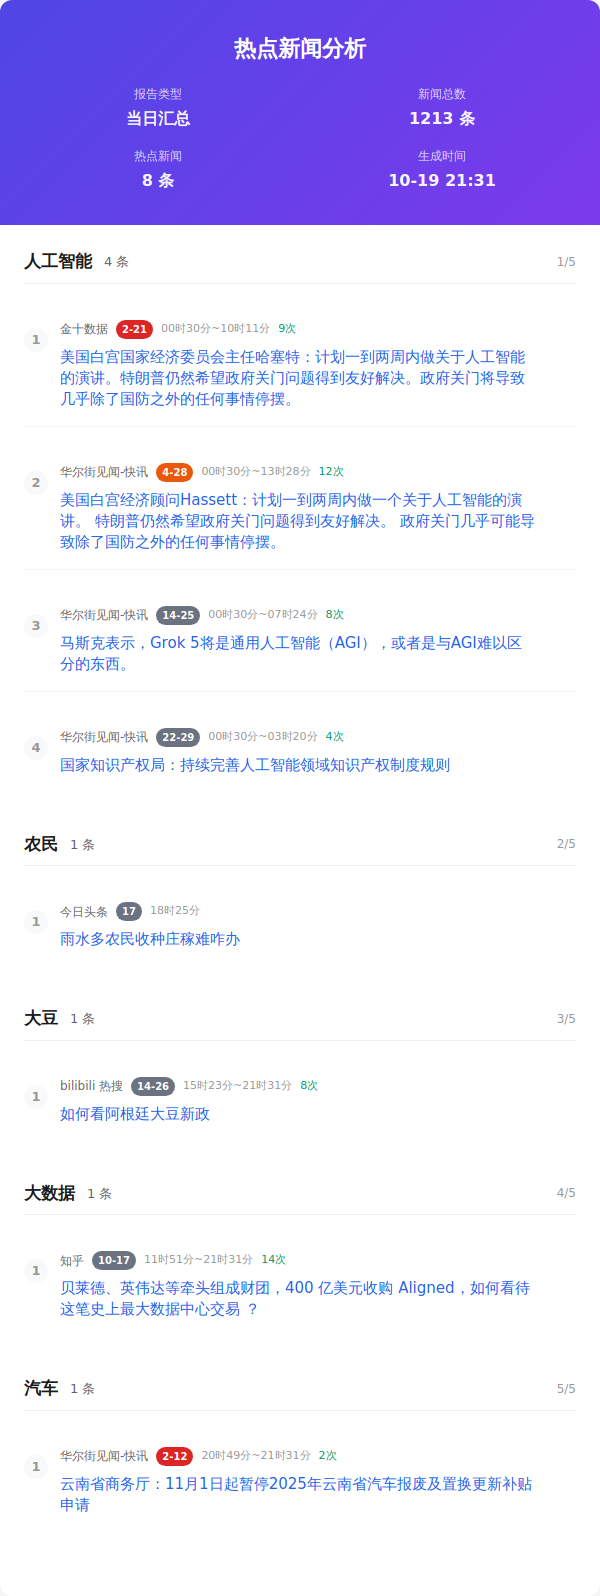 热点新闻分析
报告类型
当日汇总
新闻总数
1213 条
热点新闻
8 条
生成时间
10-19 21:31
人工智能 4 条 1/5
1
金十数据 2-21 00时30分~10时11分 9次
美国白宫国家经济委员会主任哈塞特：计划一到两周内做关于人工智能
的演讲。特朗普仍然希望政府关门问题得到友好解决。政府关门将导致
几乎除了国防之外的任何事情停摆。
2
华尔街见闻-快讯 4-28 00时30分~13时28分 12次
美国白宫经济顾问Hassett：计划一到两周内做一个关于人工智能的演
讲。 特朗普仍然希望政府关门问题得到友好解决。 政府关门几乎可能导
致除了国防之外的任何事情停摆。
3
华尔街见闻-快讯 14-25 00时30分~07时24分 8次
马斯克表示，Grok 5将是通用人工智能（AGI），或者是与AGI难以区
分的东西。
4
华尔街见闻-快讯 22-29 00时30分~03时20分 4次
国家知识产权局：持续完善人工智能领域知识产权制度规则
农民 1 条 2/5
1
今日头条 17 18时25分
雨水多农民收种庄稼难咋办
大豆 1 条 3/5
1
bilibili 热搜 14-26 15时23分~21时31分 8次
如何看阿根廷大豆新政
大数据 1 条 4/5
1
知乎 10-17 11时51分~21时31分 14次
贝莱德、英伟达等牵头组成财团，400 亿美元收购 Aligned，如何看待
这笔史上最大数据中心交易 ？
汽车 1 条 5/5
1
华尔街见闻-快讯 2-12 20时49分~21时31分 2次
云南省商务厅：11月1日起暂停2025年云南省汽车报废及置换更新补贴
申请